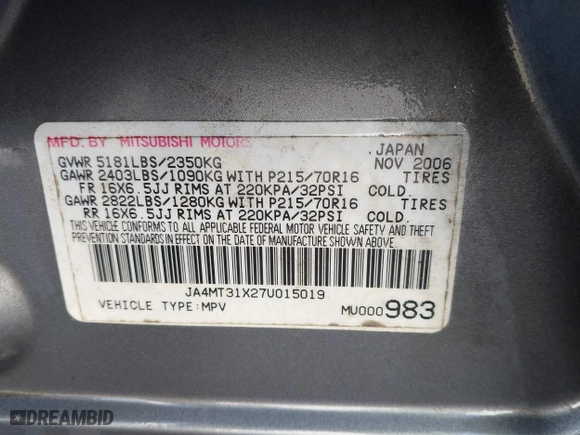 MFD. BY MITSUBISHI MOTORS JAPAN
GVWR 5181LBS/2350KG NOV 2006
GAWR 2403LBS/1090KG WITH P215/70R16 TIRES
FR 16X6.5JJ RIMS AT 220KPA/32PSI COLD.
GAWR 2822LBS/1280KG WITH P215/70R16 TIRES
RR 16X6.5JJ RIMS AT 220KPA/32PSI COLD.
THIS VEHICLE CONFORMS TO ALL APPLICABLE FEDERAL MOTOR VEHICLE SAFETY AND THEFT
PREVENTION STANDARDS IN EFFECT ON THE DATE OF MANUFACTURE SHOWN ABOVE.
JA4MT31X27U015019
VEHICLE TYPE:MPV MU000983
DREAMBID